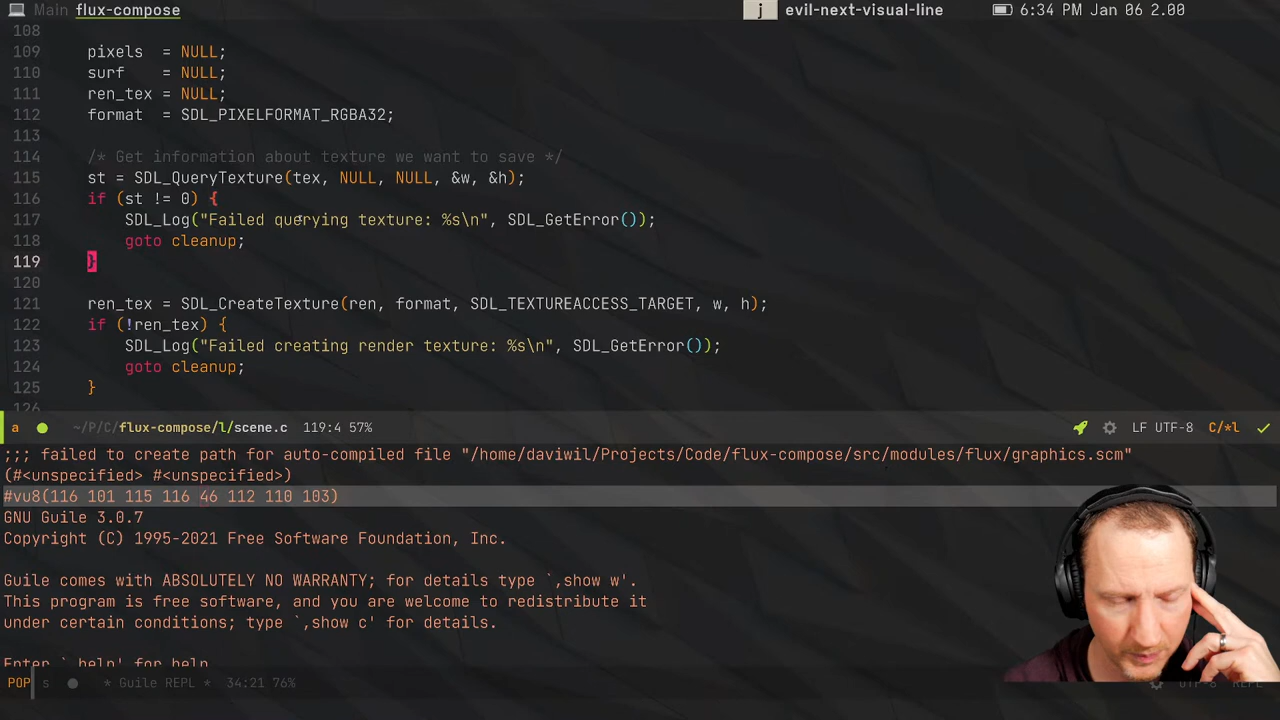 Main flux-compose j evil-next-visual-line 6:34 PM Jan 06 2.00
108
109 pixels = NULL;
110 surf = NULL;
111 ren_tex = NULL;
112 format = SDL_PIXELFORMAT_RGBA32;
113
114 /* Get information about texture we want to save */
115 st = SDL_QueryTexture(tex, NULL, NULL, &w, &h);
116 if (st != 0) {
117 SDL_Log("Failed querying texture: %s\n", SDL_GetError());
118 goto cleanup;
119 }
120
121 ren_tex = SDL_CreateTexture(ren, format, SDL_TEXTUREACCESS_TARGET, w, h);
122 if (!ren_tex) {
123 SDL_Log("Failed creating render texture: %s\n", SDL_GetError());
124 goto cleanup;
125 }
126
a ~/P/C/flux-compose/l/scene.c 119:4 57% LF UTF-8 C/*l
;;; failed to create path for auto-compiled file "/home/daviwil/Projects/Code/flux-compose/src/modules/flux/graphics.scm"
(#<unspecified> #<unspecified>)
#vu8(116 101 115 116 46 112 110 103)
GNU Guile 3.0.7
Copyright (C) 1995-2021 Free Software Foundation, Inc.
Guile comes with ABSOLUTELY NO WARRANTY; for details type `,show w'.
This program is free software, and you are welcome to redistribute it
under certain conditions; type `,show c' for details.
Enter `,help' for help
POP s * Guile REPL * 34:21 76% UTF-8 REPL